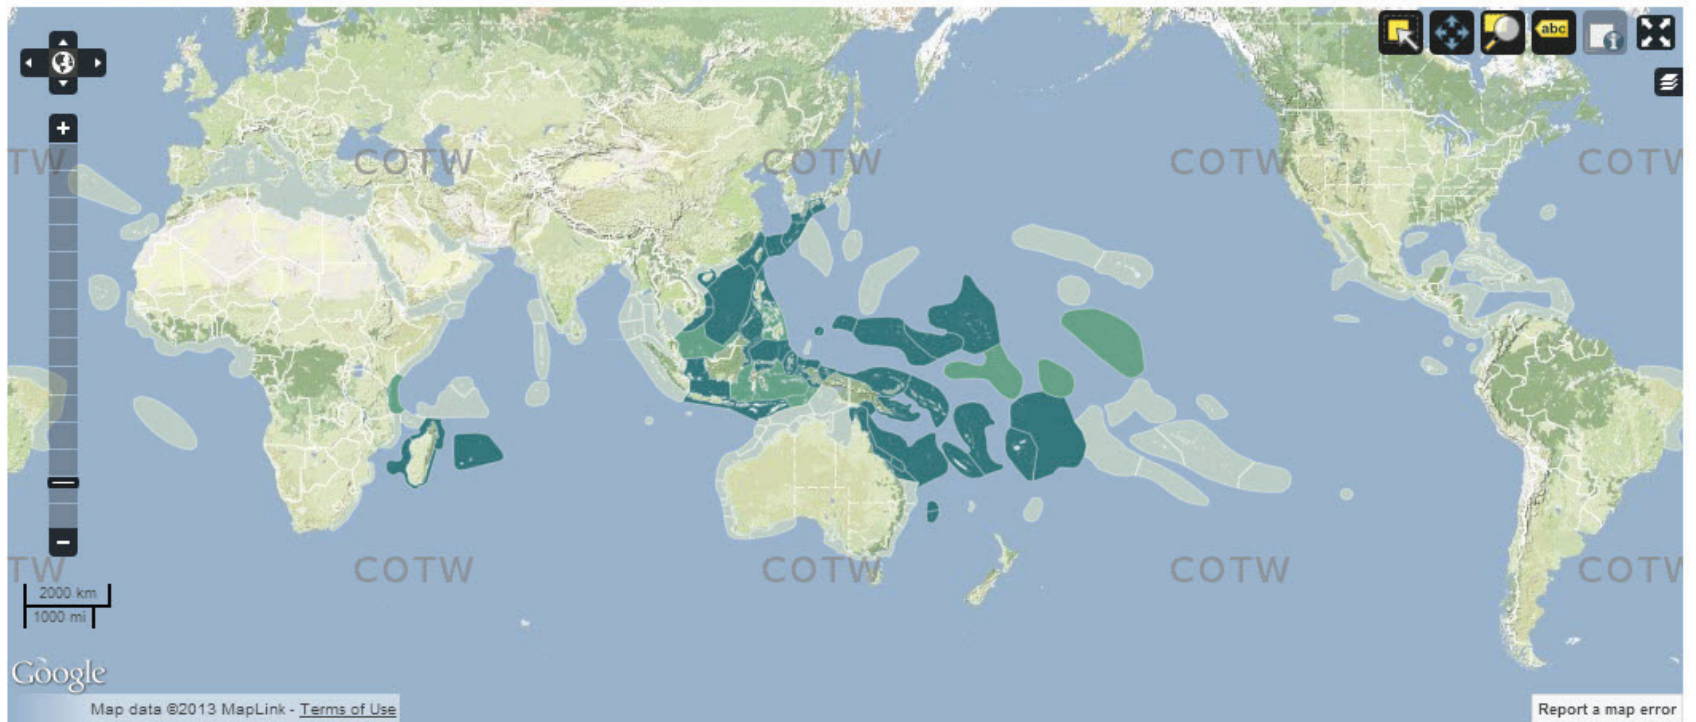 abc
i
+
TW COTW COTW COTW COTW
−
TW COTW COTW COTW COTW
2000 km
1000 mi
Google
Map data ©2013 MapLink - Terms of Use
Report a map error